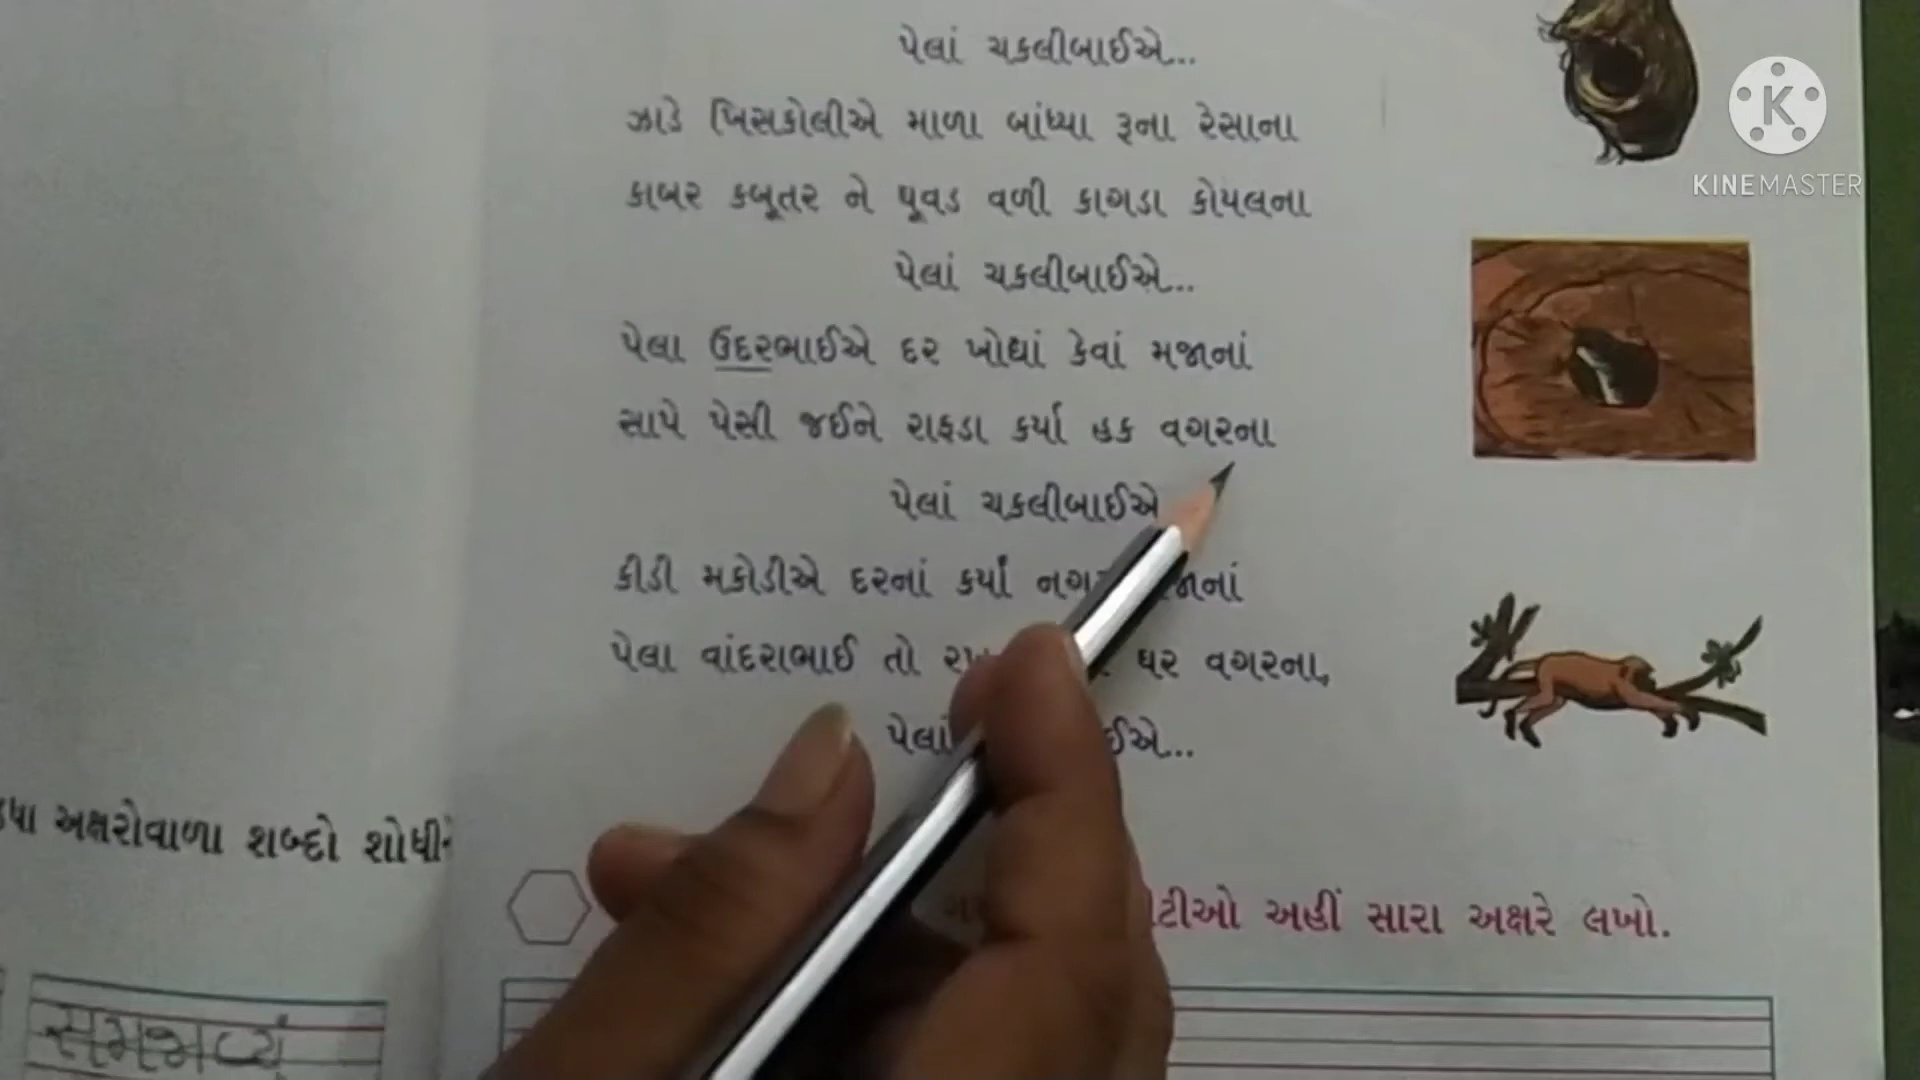 પેલાં ચકલીબાઈએ...
ઝાડે ખિસકોલીએ માળા બાંધ્યા રૂના રેસાના
કાબર કબૂતર ને ઘૂવડ વળી કાગડા કોયલના
પેલાં ચકલીબાઈએ...
પેલા ઉંદરભાઈએ દર ખોદ્યાં કેવાં મજાનાં
સાપે પેસી જઈને રાફડા કર્યા હક વગરના
પેલાં ચકલીબાઈએ
કીડી મકોડીએ દરનાં કર્યાં
પેલા વાંદરાભાઈ તો ઘર વગરના,
પેલાં
અક્ષરોવાળા શબ્દો
અહીં સારા અક્ષરે લખો.
સમજાવ્યું
KINEMASTER